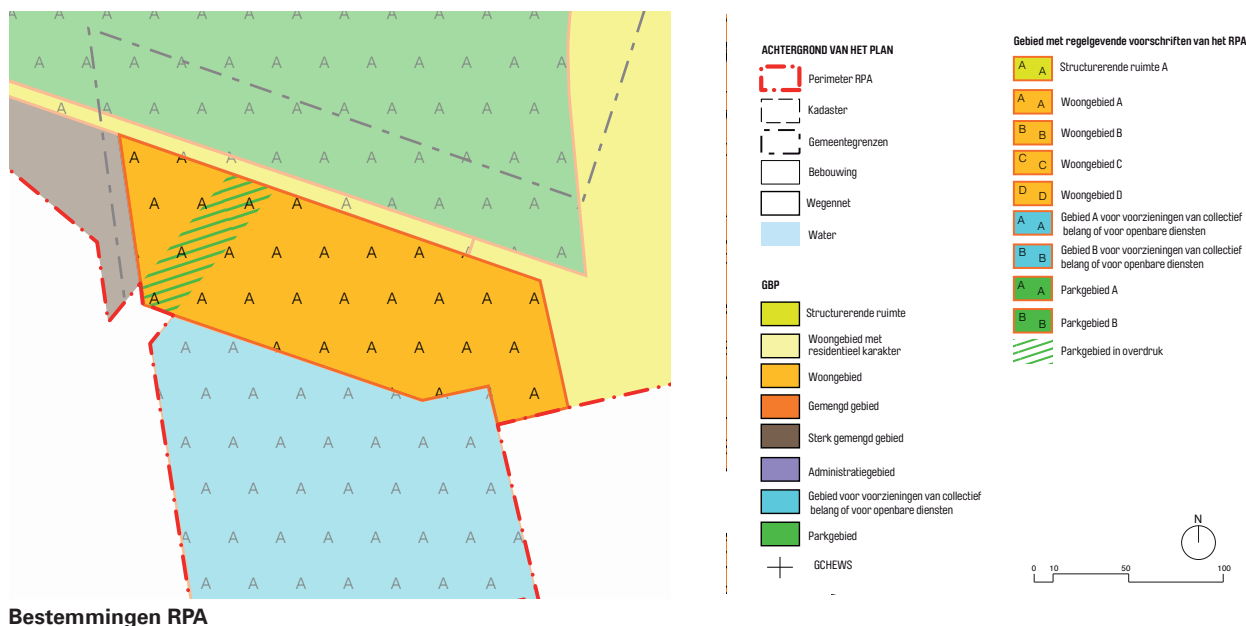 ACHTERGROND VAN HET PLAN
Perimeter RPA
Kadaster
Gemeentegrenzen
Bebouwing
Wegennet
Water
GBP
Structurerende ruimte
Woongebied met
residentieel karakter
Woongebied
Gemengd gebied
Sterk gemengd gebied
Administratiegebied
Gebied voor voorzieningen van collectief
belang of voor openbare diensten
Parkgebied
GCHEWS
Gebied met regelgevende voorschriften van het RPA
A A Structurerende ruimte A
A A Woongebied A
B B Woongebied B
C C Woongebied C
D D Woongebied D
A A Gebied A voor voorzieningen van collectief
belang of voor openbare diensten
B B Gebied B voor voorzieningen van collectief
belang of voor openbare diensten
A A Parkgebied A
B B Parkgebied B
Parkgebied in overdruk
N
0 10 50 100
Bestemmingen RPA